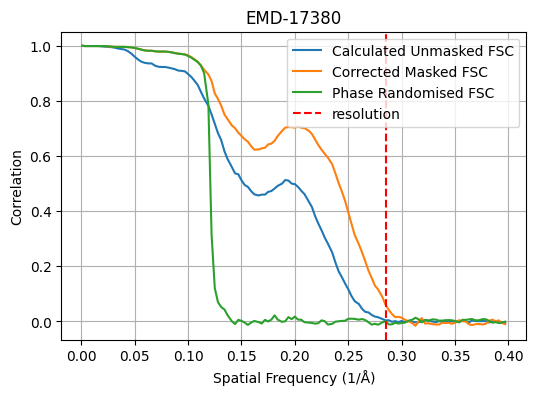 EMD-17380
Calculated Unmasked FSC
Corrected Masked FSC
Phase Randomised FSC
resolution
Correlation
1.0
0.8
0.6
0.4
0.2
0.0
0.00 0.05 0.10 0.15 0.20 0.25 0.30 0.35 0.40
Spatial Frequency (1/Å)